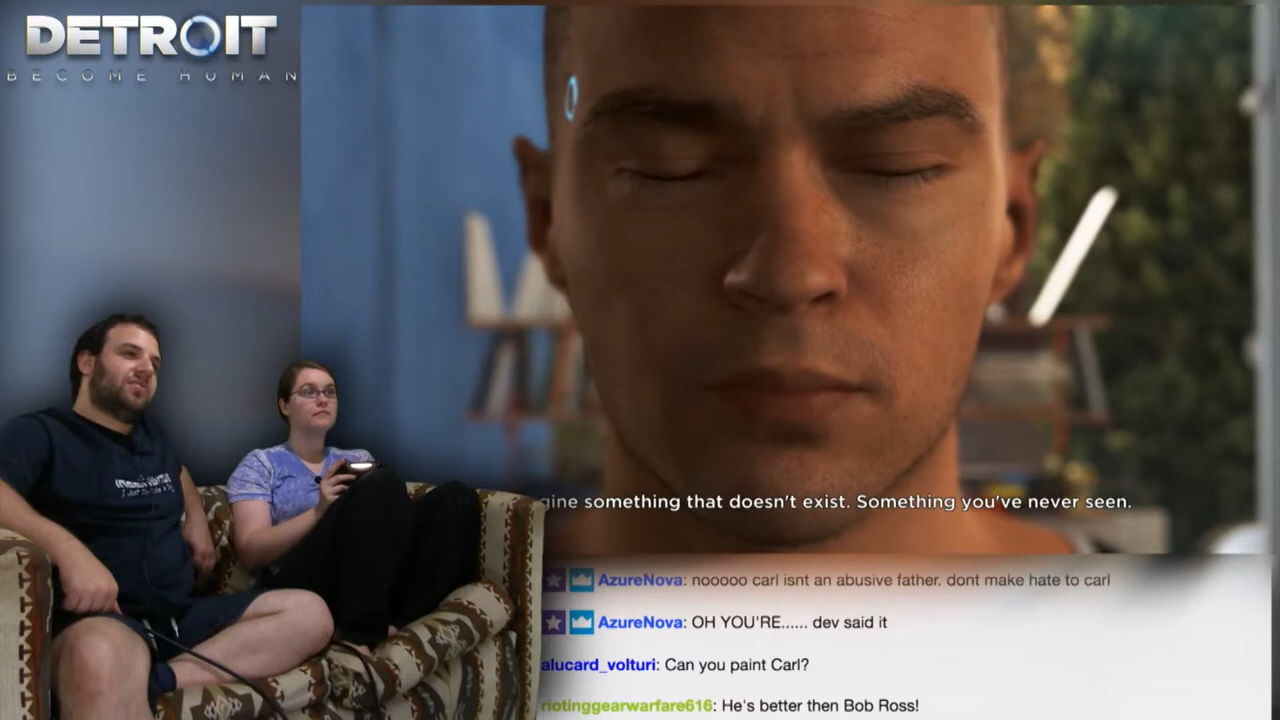 DETROIT
BECOME HUMAN
gine something that doesn't exist. Something you've never seen.
AzureNova: nooooo carl isnt an abusive father. dont make hate to carl
AzureNova: OH YOU'RE...... dev said it
alucard_volturi: Can you paint Carl?
riotinggearwarfare616: He's better then Bob Ross!